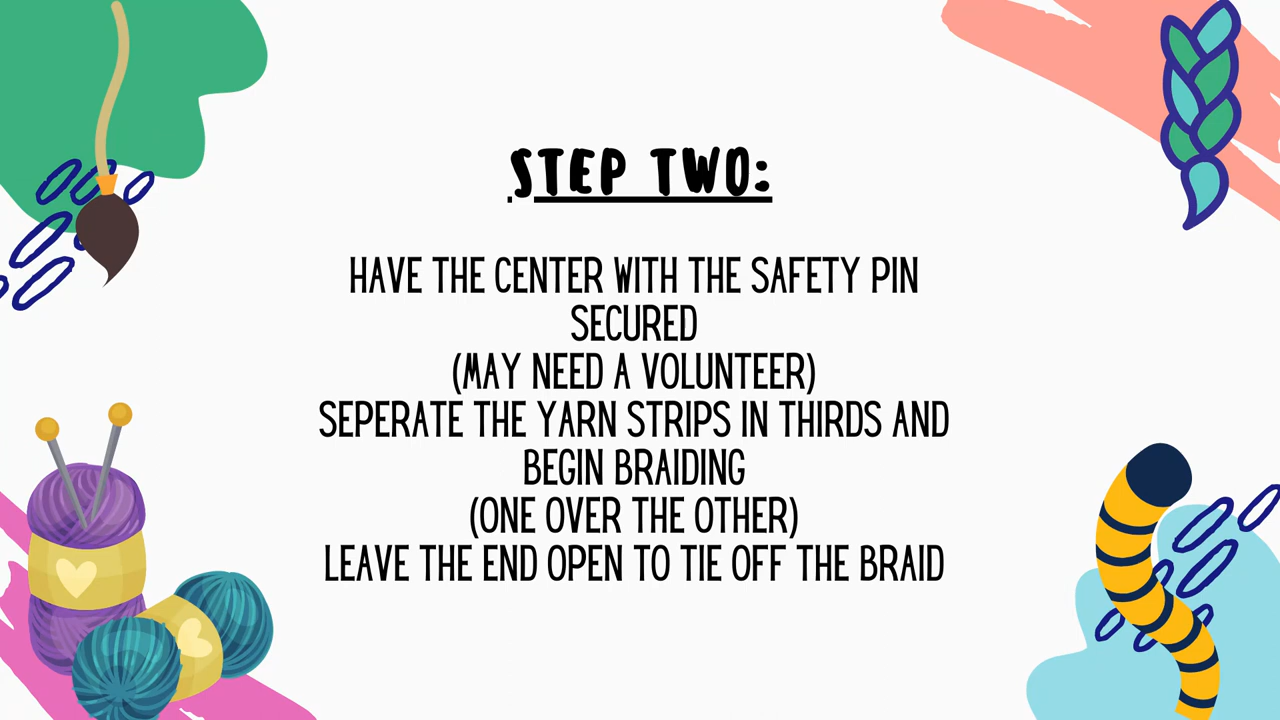 STEP TWO:
HAVE THE CENTER WITH THE SAFETY PIN
SECURED
(MAY NEED A VOLUNTEER)
SEPERATE THE YARN STRIPS IN THIRDS AND
BEGIN BRAIDING
(ONE OVER THE OTHER)
LEAVE THE END OPEN TO TIE OFF THE BRAID